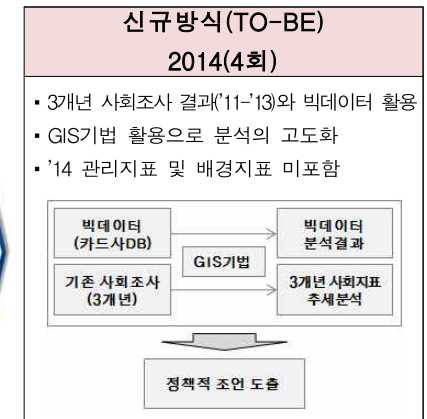 신규방식(TO-BE)
2014(4회)
▪ 3개년 사회조사 결과('11-'13)와 빅데이터 활용
▪ GIS기법 활용으로 분석의 고도화
▪ '14 관리지표 및 배경지표 미포함
빅데이터
(카드사DB)
빅데이터
분석결과
GIS기법
기존 사회조사
(3개년)
3개년 사회지표
추세분석
정책적 조언 도출